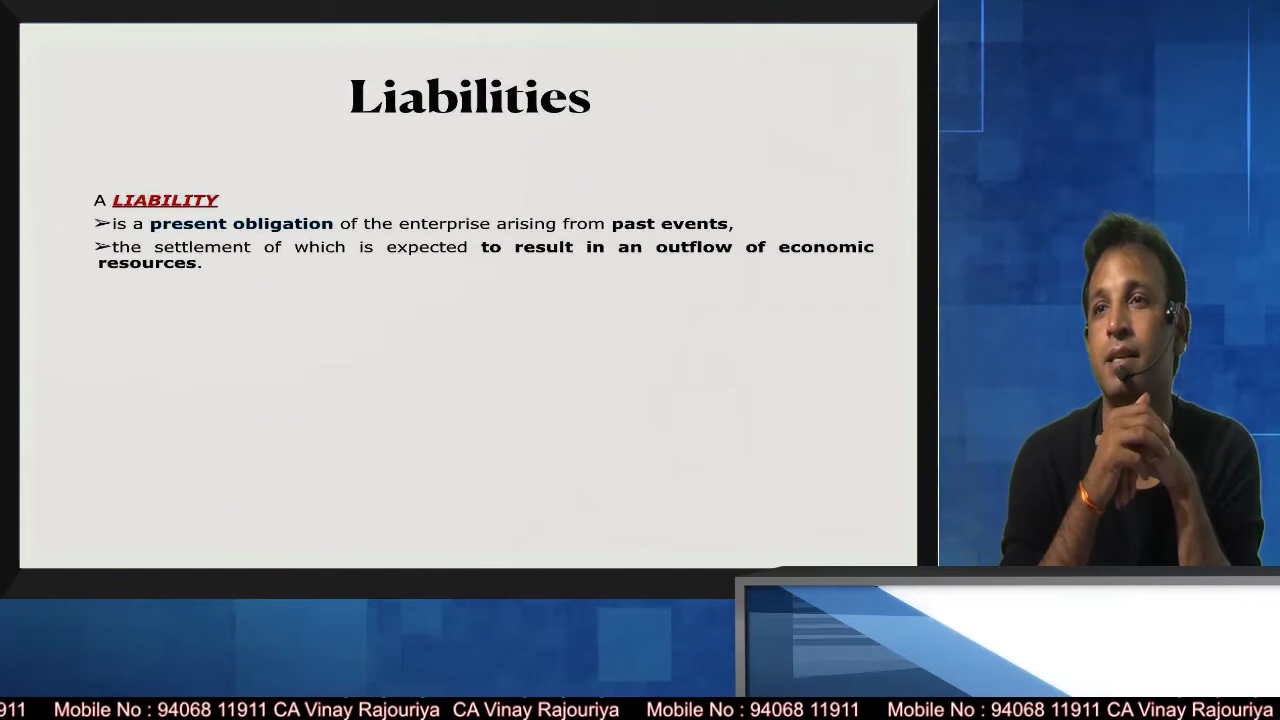 Liabilities
A LIABILITY
➢is a present obligation of the enterprise arising from past events,
➢the settlement of which is expected to result in an outflow of economic
resources.
911 Mobile No : 94068 11911 CA Vinay Rajouriya CA Vinay Rajouriya Mobile No : 94068 11911 Mobile No : 94068 11911 CA Vinay Rajouriya